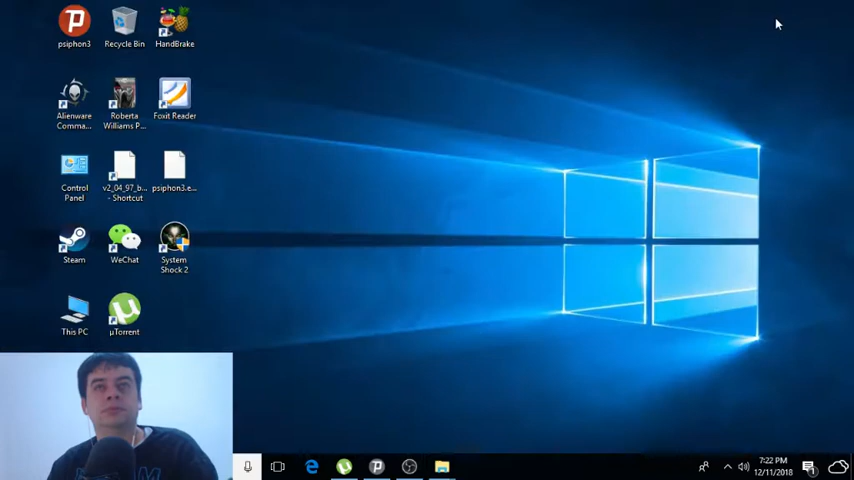 psiphon3
Recycle Bin
HandBrake
Alienware
Comma...
Roberta
Williams P...
Foxit Reader
Control
Panel
v2_04_97_b...
- Shortcut
psiphon3.e...
Steam
WeChat
System
Shock 2
This PC
µTorrent
7:22 PM
12/11/2018